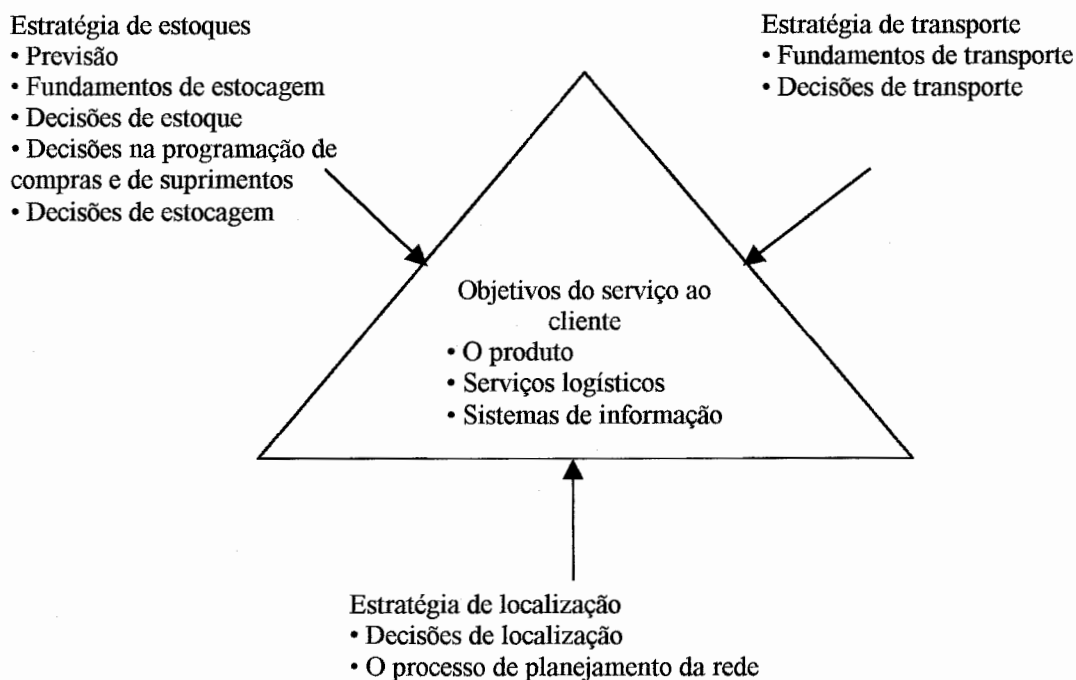 Estratégia de estoques
• Previsão
• Fundamentos de estocagem
• Decisões de estoque
• Decisões na programação de
compras e de suprimentos
• Decisões de estocagem
Estratégia de transporte
• Fundamentos de transporte
• Decisões de transporte
Objetivos do serviço ao
cliente
• O produto
• Serviços logísticos
• Sistemas de informação
Estratégia de localização
• Decisões de localização
• O processo de planejamento da rede